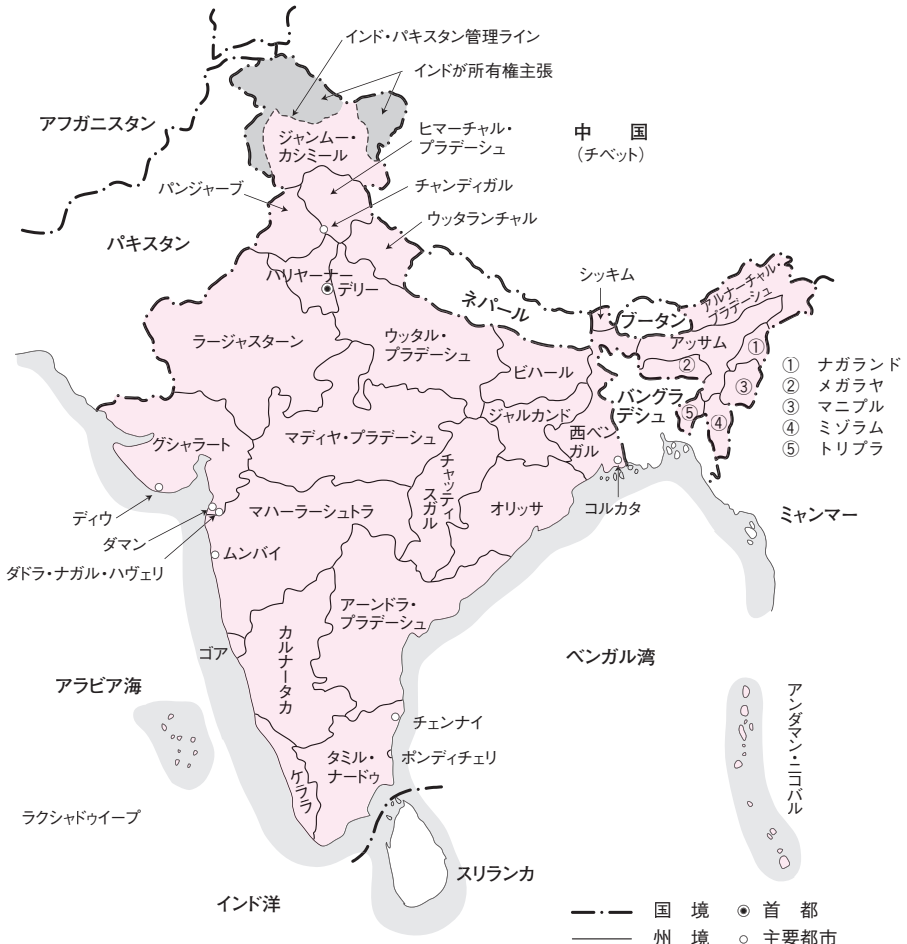 インド・パキスタン管理ライン
インドが所有権主張
アフガニスタン
ジャンムー・
カシミール
ヒマーチャル・
プラデーシュ
中 国
(チベット)
パンジャーブ
チャンディガル
ウッタランチャル
パキスタン
ハリヤーナー
デリー
ネパール
シッキム
ブータン
アルナーチャル・
プラデーシュ
アッサム
ラージャスターン
ウッタル・
プラデーシュ
ビハール
①
②
③
④
⑤
① ナガランド
② メガラヤ
③ マニプル
④ ミゾラム
⑤ トリプラ
バングラ
デシュ
ジャルカンド
西ベン
ガル
グシャラート
マディヤ・プラデーシュ
チャッティ
スガル
オリッサ
コルカタ
ミャンマー
ディウ
ダマン
ダドラ・ナガル・ハヴェリ
マハーラーシュトラ
ムンバイ
アーンドラ・
プラデーシュ
カルナータカ
ゴア
ベンガル湾
アラビア海
チェンナイ
ポンディチェリ
タミル・
ナードゥ
ケララ
アンダマン・ニコバル
ラクシャドゥイープ
スリランカ
インド洋
国 境 首 都
州 境 主要都市